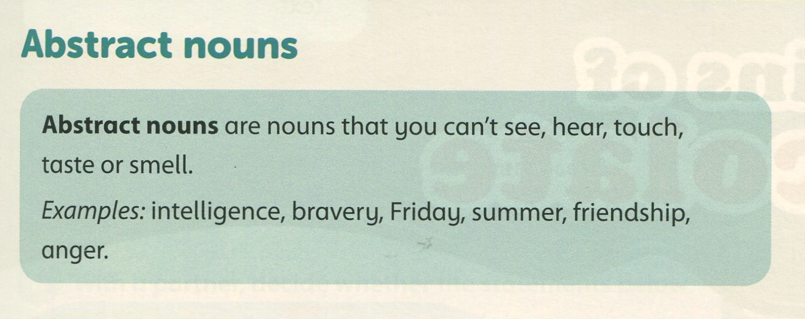 Abstract nouns
Abstract nouns are nouns that you can't see, hear, touch,
taste or smell.
Examples: intelligence, bravery, Friday, summer, friendship,
anger.